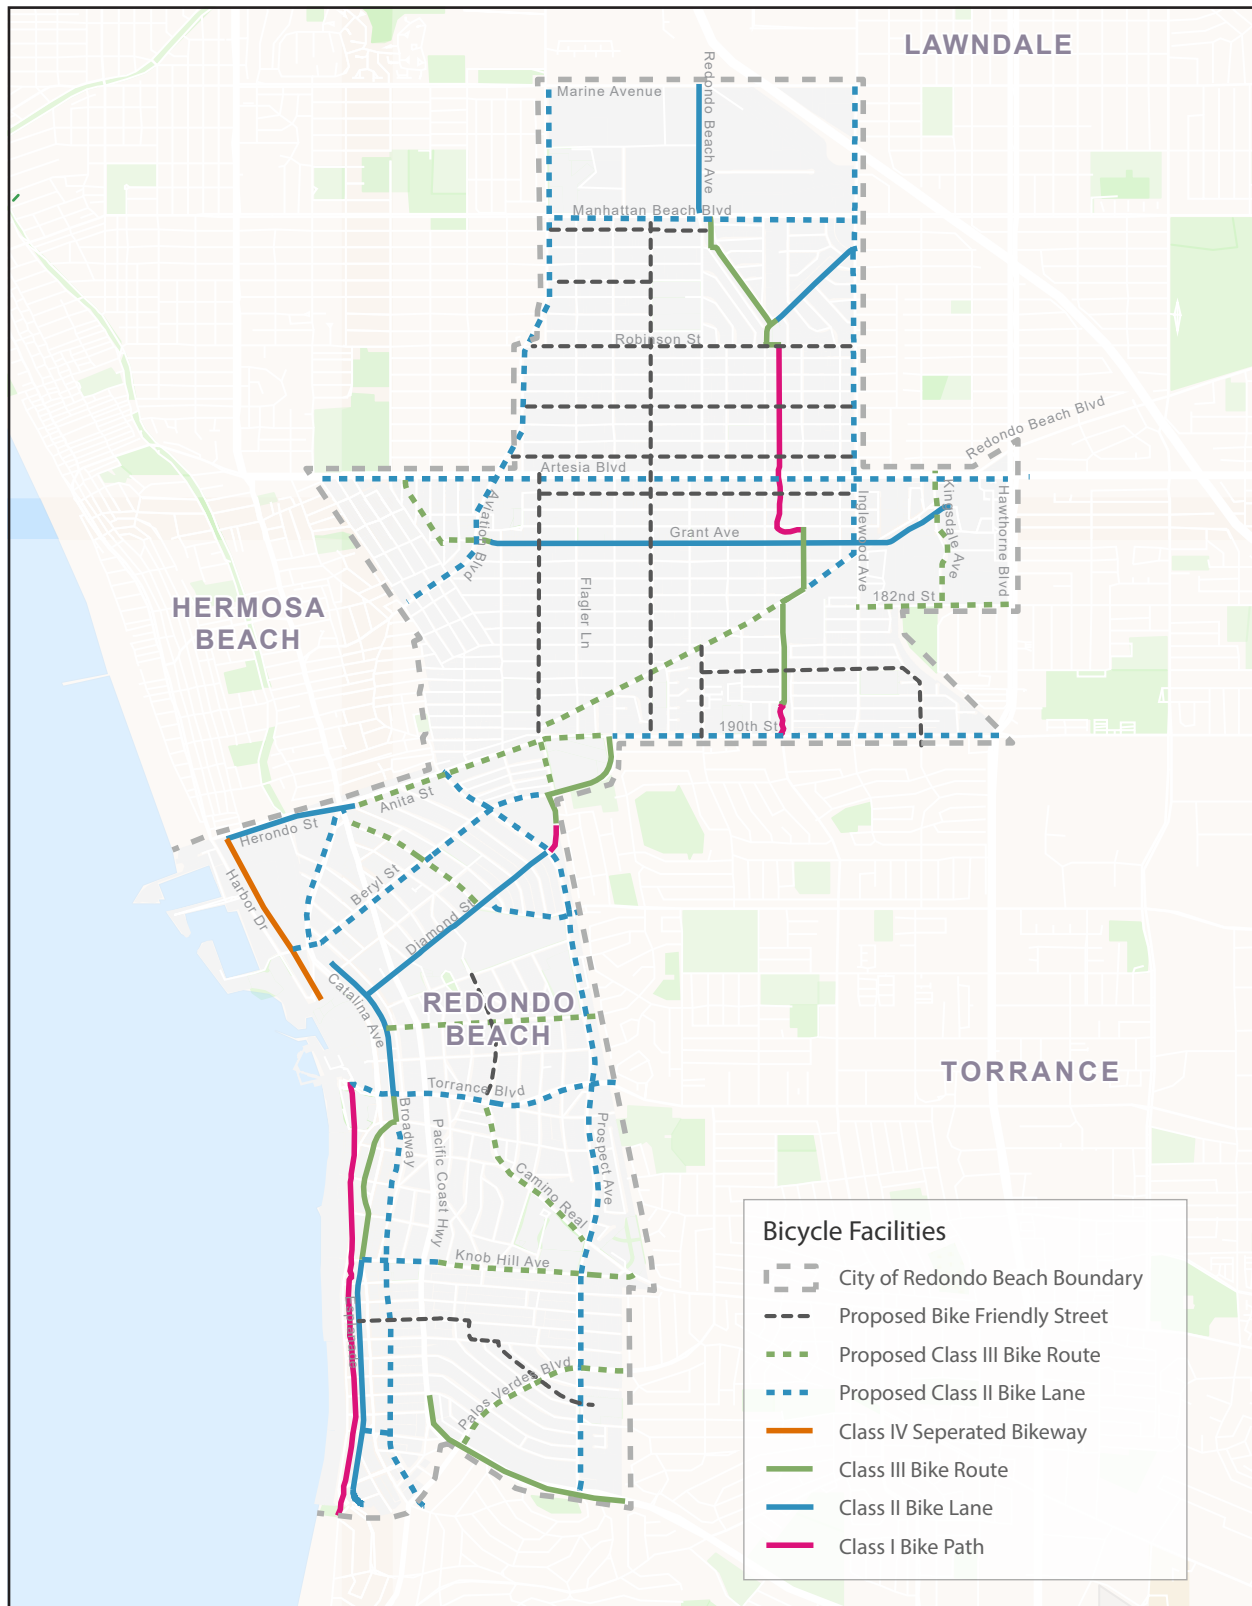 LAWNDALE
Marine Avenue
Redondo Beach Ave
Manhattan Beach Blvd
Robinson St
Redondo Beach Blvd
Artesia Blvd
Aviation Blvd
Grant Ave
Inglewood Ave
Kingsdale Ave
Hawthorne Blvd
Flagler Ln
182nd St
HERMOSA
BEACH
190th St
Anita St
Herondo St
Harbor Dr
Beryl St
Diamond St
Catalina Ave
REDONDO
BEACH
TORRANCE
Torrance Blvd
Broadway
Pacific Coast Hwy
Prospect Ave
Camino Real
Knob Hill Ave
Esplanade
Palos Verdes Blvd
Bicycle Facilities
City of Redondo Beach Boundary
Proposed Bike Friendly Street
Proposed Class III Bike Route
Proposed Class II Bike Lane
Class IV Seperated Bikeway
Class III Bike Route
Class II Bike Lane
Class I Bike Path